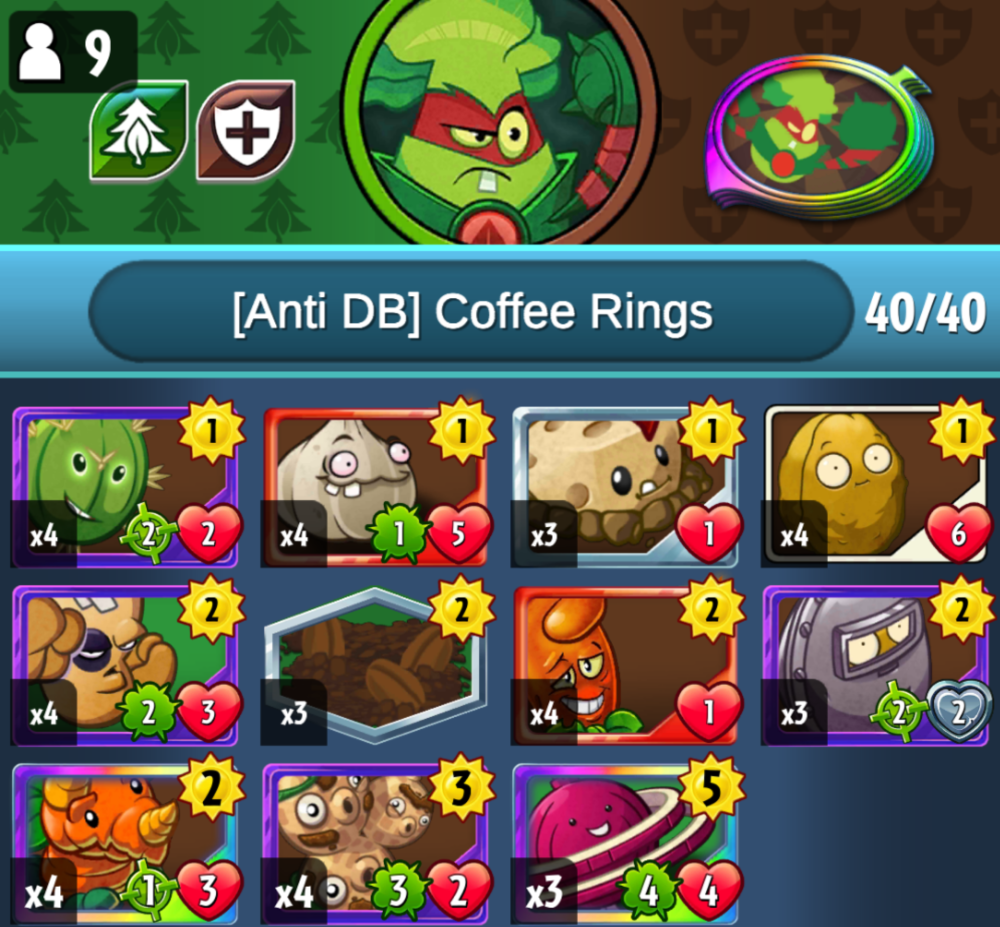 9
[Anti DB] Coffee Rings 40/40
1 1 1 1
x4 2 2 x4 1 5 x3 1 x4 6
2 2 2 2
x4 2 3 x3 x4 1 x3 2 2
2 3 5
x4 1 3 x4 3 2 x3 4 4